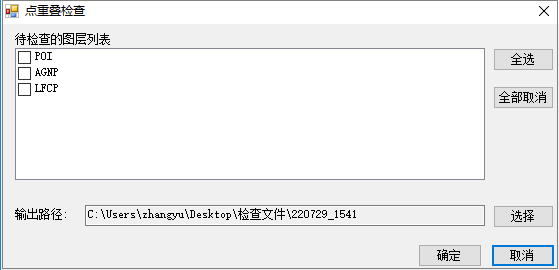 点重叠检查
待检查的图层列表
POI
AGNP
LFCP
全选
全部取消
输出路径: C:\Users\zhangyu\Desktop\检查文件\220729_1541 选择
确定 取消